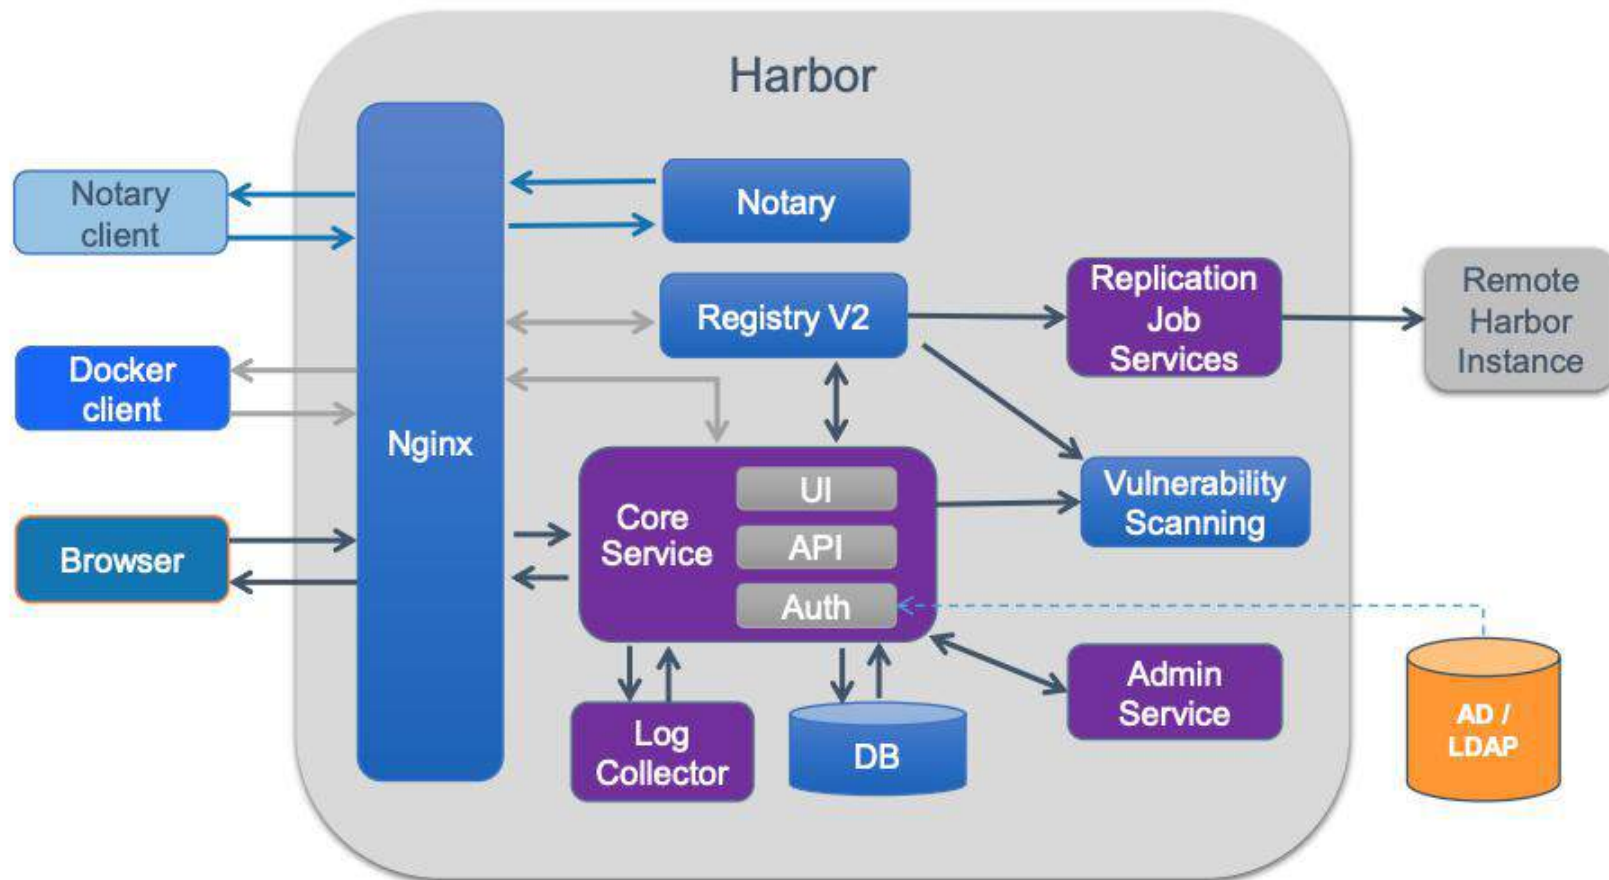 Harbor
Notary
client
Notary
Replication
Job
Services
Remote
Harbor
Instance
Registry V2
Docker
client
Nginx
Core
Service
UI
API
Auth
Vulnerability
Scanning
Browser
Admin
Service
AD /
LDAP
Log
Collector
DB